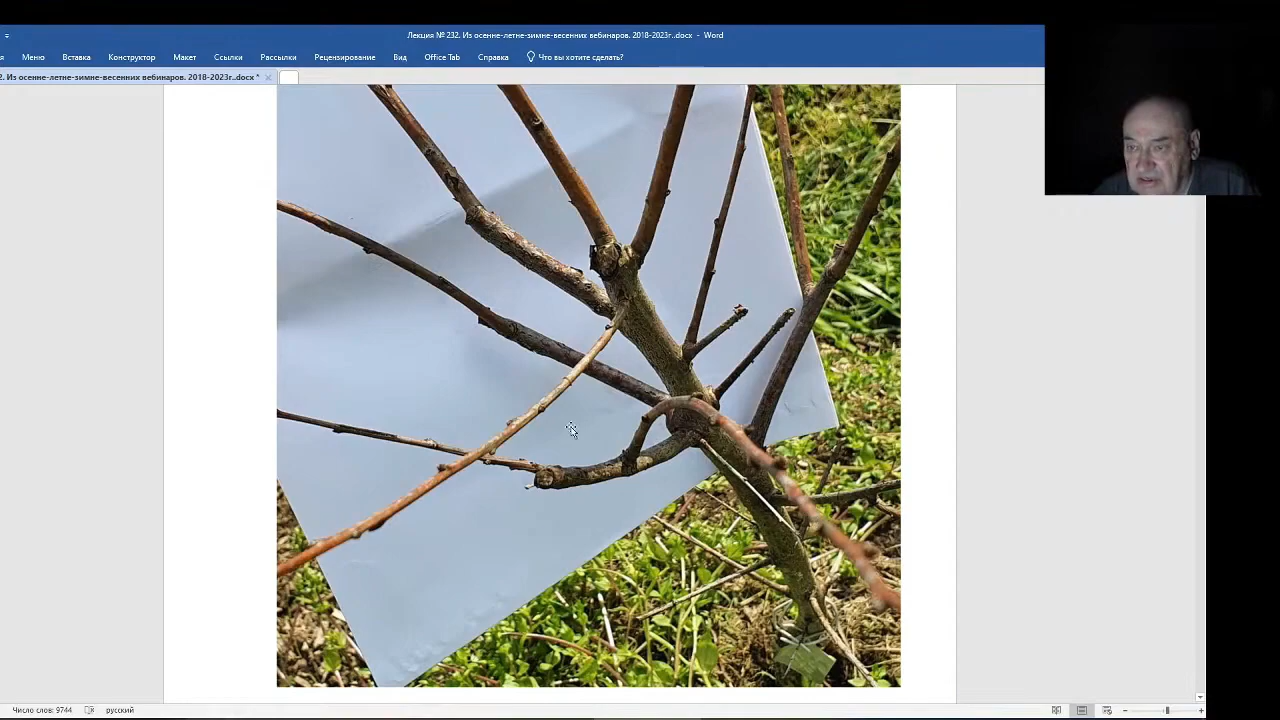 Лекция № 232. Из осенне-летне-зимне-весенних вебинаров. 2018-2023г..docx - Word
я Меню Вставка Конструктор Макет Ссылки Рассылки Рецензирование Вид Office Tab Справка Что вы хотите сделать?
2. Из осенне-летне-зимне-весенних вебинаров. 2018-2023г..docx *
Число слов: 9744 русский